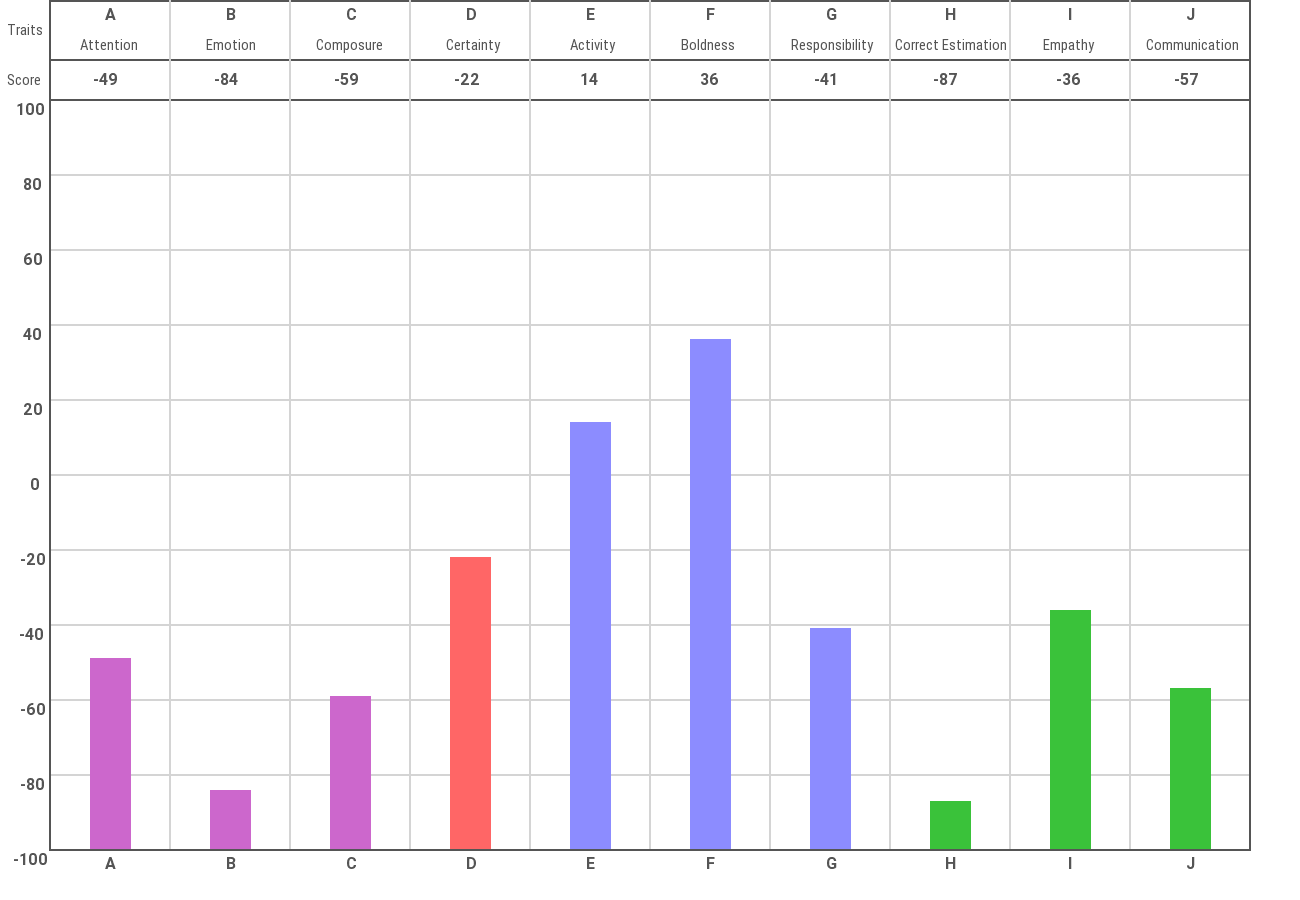 Traits A B C D E F G H I J
Attention Emotion Composure Certainty Activity Boldness Responsibility Correct Estimation Empathy Communication
Score -49 -84 -59 -22 14 36 -41 -87 -36 -57
100
80
60
40
20
0
-20
-40
-60
-80
-100
A B C D E F G H I J